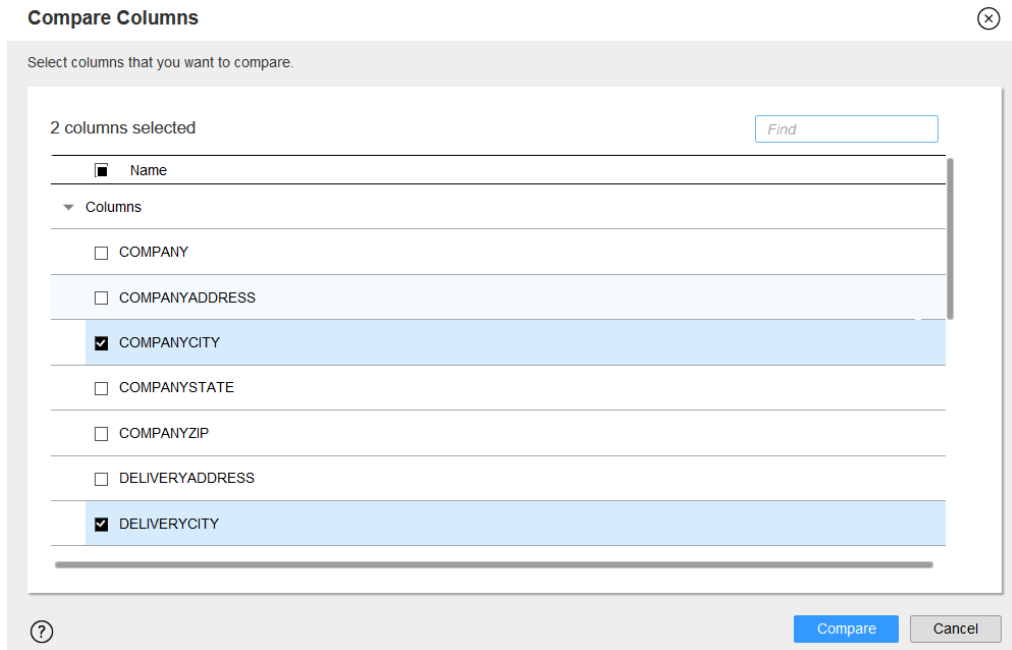 Compare Columns
Select columns that you want to compare.
2 columns selected
Find
Name
Columns
COMPANY
COMPANYADDRESS
COMPANYCITY
COMPANYSTATE
COMPANYZIP
DELIVERYADDRESS
DELIVERYCITY
?
Compare
Cancel